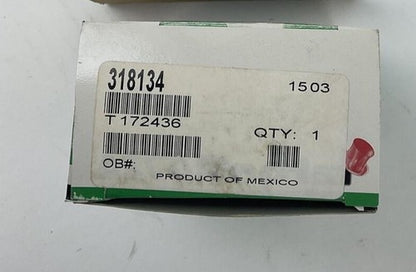 318134 1503
T172436
QTY: 1
OB#:
PRODUCT OF MEXICO